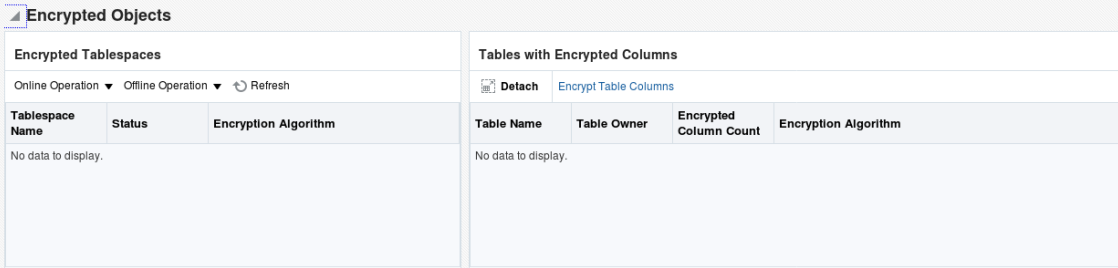 Encrypted Objects
Encrypted Tablespaces
Online Operation Offline Operation Refresh
Tablespace Name Status Encryption Algorithm
No data to display.
Tables with Encrypted Columns
Detach Encrypt Table Columns
Table Name Table Owner Encrypted Column Count Encryption Algorithm
No data to display.